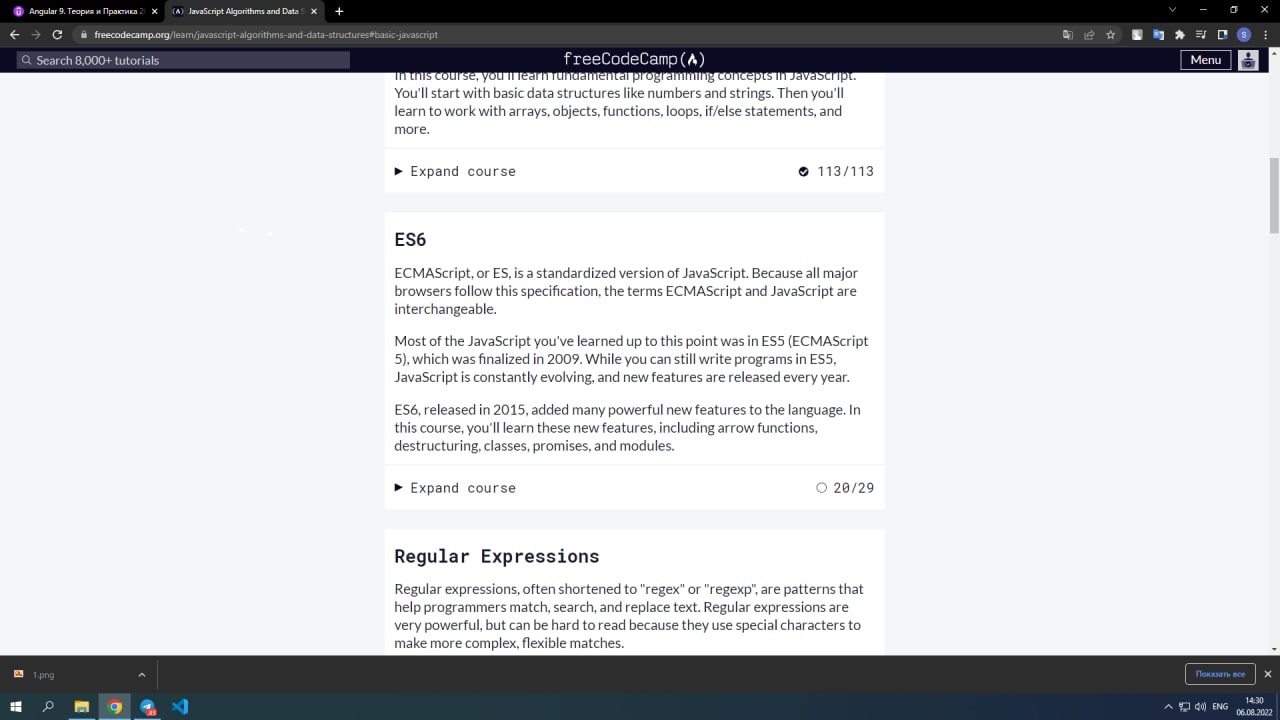 Angular 9. Теория и Практика 2
JavaScript Algorithms and Data S
freecodecamp.org/learn/javascript-algorithms-and-data-structures#basic-javascript
Search 8,000+ tutorials
freeCodeCamp
Menu
In this course, you'll learn fundamental programming concepts in JavaScript.
You'll start with basic data structures like numbers and strings. Then you'll
learn to work with arrays, objects, functions, loops, if/else statements, and
more.
Expand course 113/113
ES6
ECMAScript, or ES, is a standardized version of JavaScript. Because all major
browsers follow this specification, the terms ECMAScript and JavaScript are
interchangeable.
Most of the JavaScript you've learned up to this point was in ES5 (ECMAScript
5), which was finalized in 2009. While you can still write programs in ES5,
JavaScript is constantly evolving, and new features are released every year.
ES6, released in 2015, added many powerful new features to the language. In
this course, you'll learn these new features, including arrow functions,
destructuring, classes, promises, and modules.
Expand course 20/29
Regular Expressions
Regular expressions, often shortened to "regex" or "regexp", are patterns that
help programmers match, search, and replace text. Regular expressions are
very powerful, but can be hard to read because they use special characters to
make more complex, flexible matches.
1.png
Показать все
ENG
14:30
06.08.2022